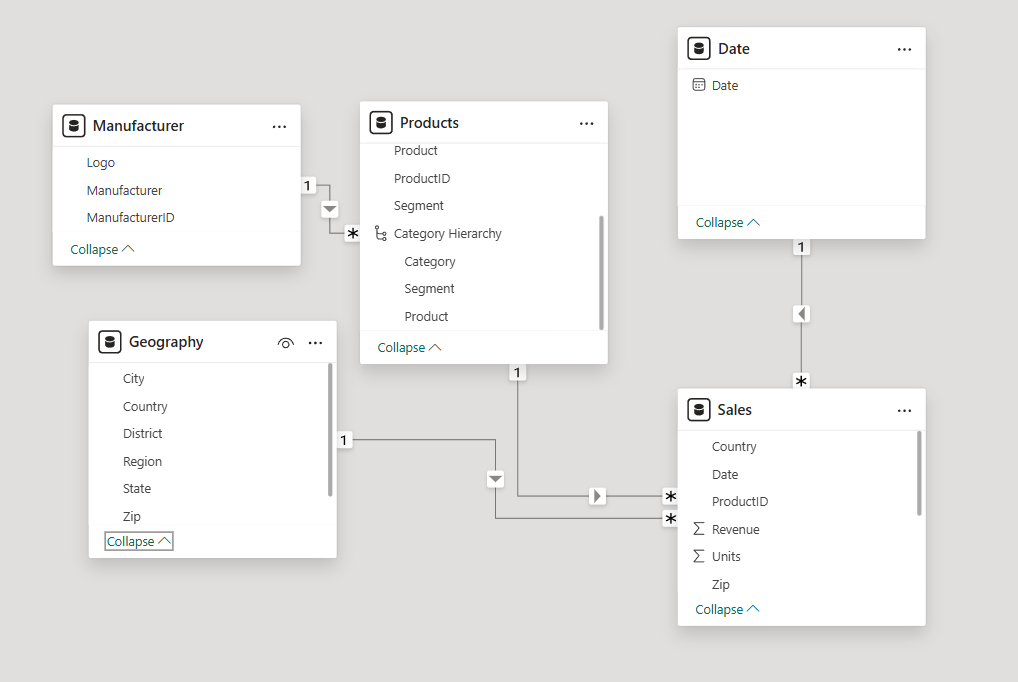 Manufacturer
...
Logo
Manufacturer
ManufacturerID
Collapse
1
*
Products
...
Product
ProductID
Segment
Category Hierarchy
Category
Segment
Product
Collapse
1
Date
...
Date
Collapse
1
*
Geography
...
City
Country
District
Region
State
Zip
Collapse
1
*
*
Sales
...
Country
Date
ProductID
Σ Revenue
Σ Units
Zip
Collapse